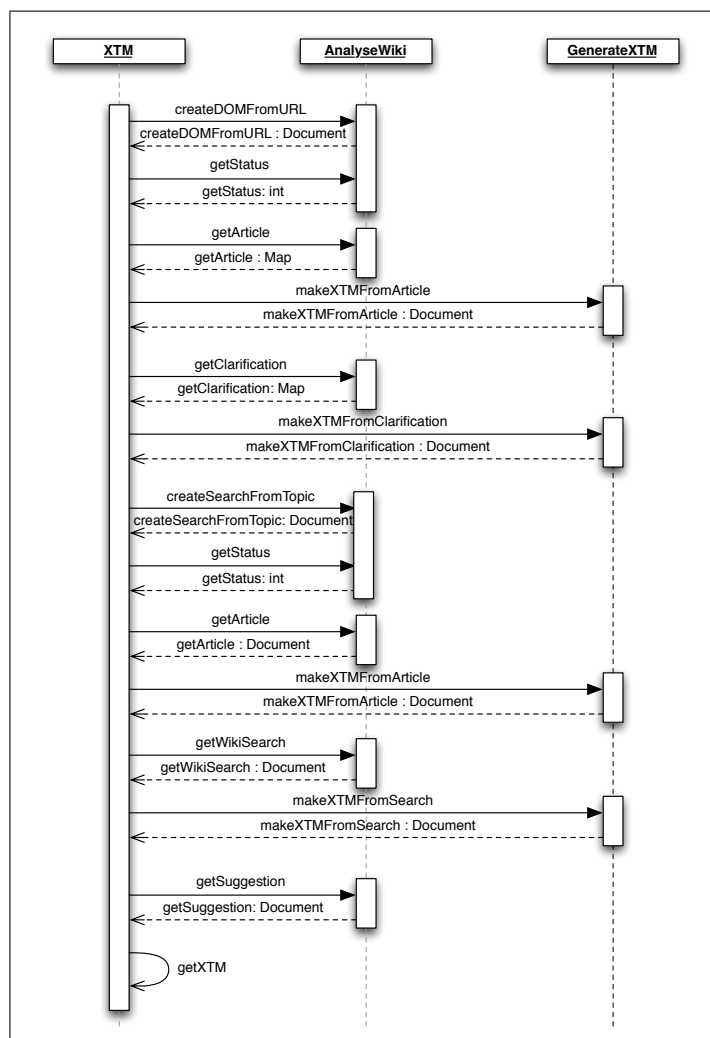 XTM
AnalyseWiki
GenerateXTM
createDOMFromURL
createDOMFromURL : Document
getStatus
getStatus: int
getArticle
getArticle : Map
makeXTMFromArticle
makeXTMFromArticle : Document
getClarification
getClarification: Map
makeXTMFromClarification
makeXTMFromClarification : Document
createSearchFromTopic
createSearchFromTopic: Document
getStatus
getStatus: int
getArticle
getArticle : Document
makeXTMFromArticle
makeXTMFromArticle : Document
getWikiSearch
getWikiSearch : Document
makeXTMFromSearch
makeXTMFromSearch : Document
getSuggestion
getSuggestion: Document
getXTM